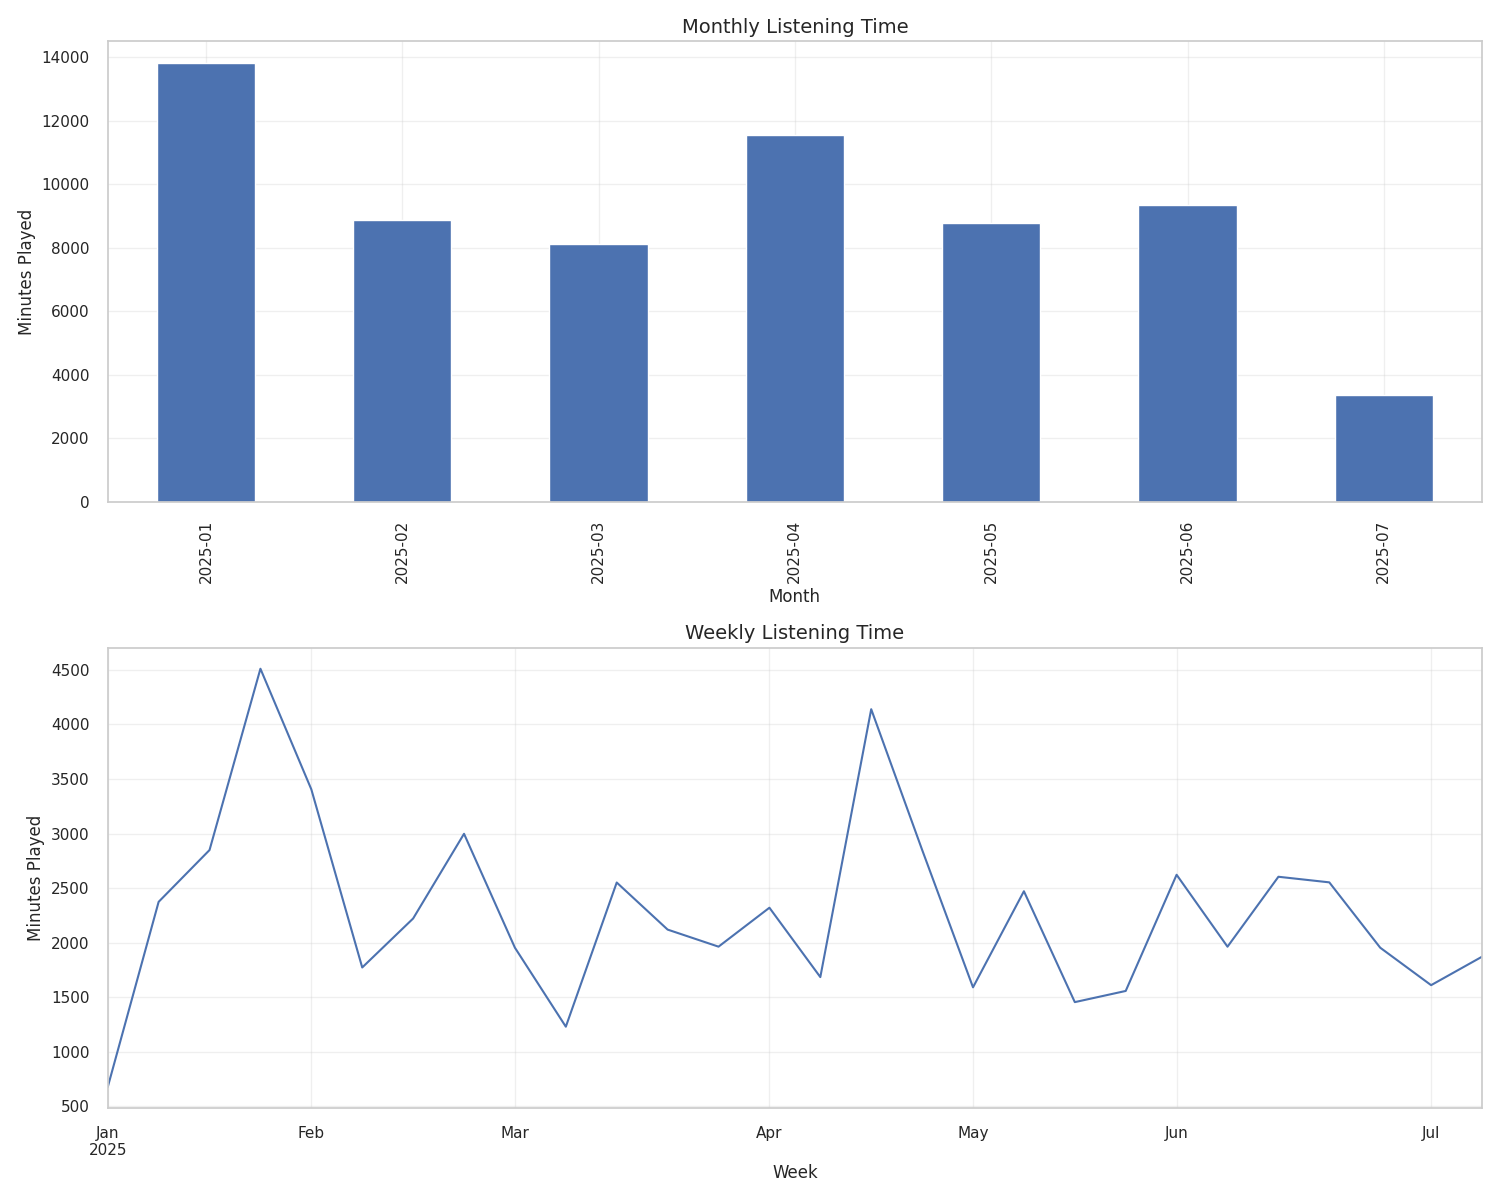 Monthly Listening Time
Minutes Played
14000
12000
10000
8000
6000
4000
2000
0
2025-01
2025-02
2025-03
2025-04
2025-05
2025-06
2025-07
Month
Weekly Listening Time
Minutes Played
4500
4000
3500
3000
2500
2000
1500
1000
500
Jan
2025
Feb
Mar
Apr
May
Jun
Jul
Week